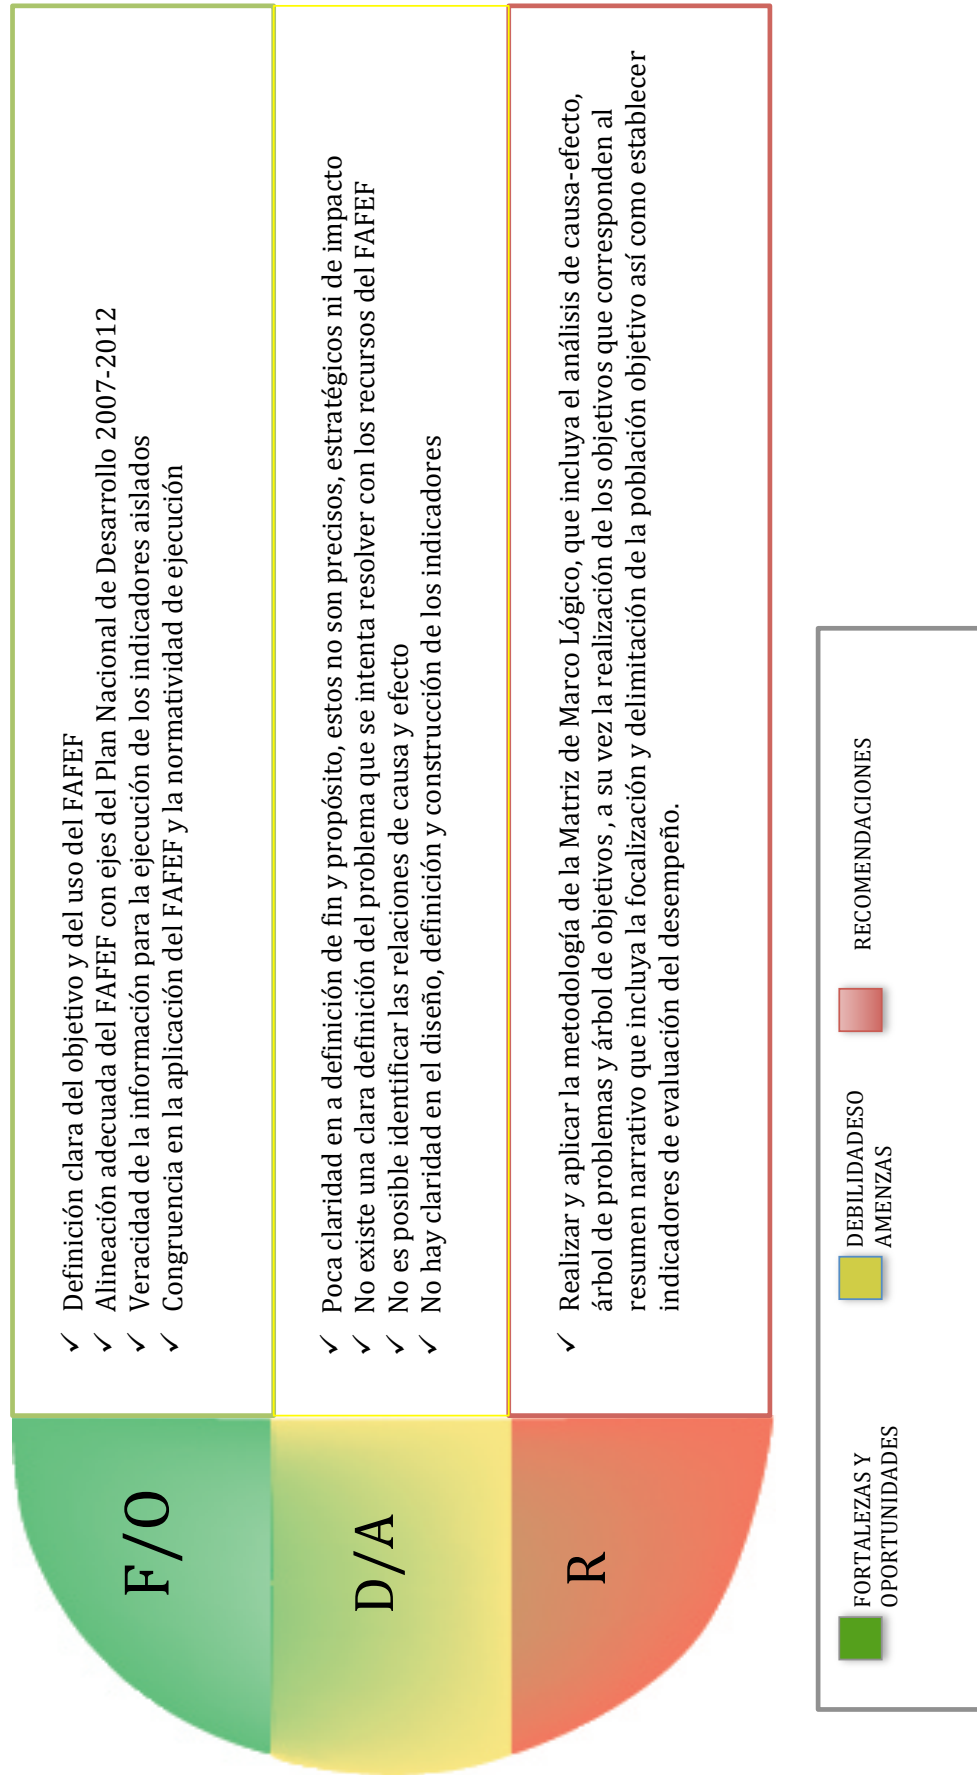 F/O
✓ Definición clara del objetivo y del uso del FAFEF
✓ Alineación adecuada del FAFEF con ejes del Plan Nacional de Desarrollo 2007-2012
✓ Veracidad de la información para la ejecución de los indicadores aislados
✓ Congruencia en la aplicación del FAFEF y la normatividad de ejecución
D/A
✓ Poca claridad en a definición de fin y propósito, estos no son precisos, estratégicos ni de impacto
✓ No existe una clara definición del problema que se intenta resolver con los recursos del FAFEF
✓ No es posible identificar las relaciones de causa y efecto
✓ No hay claridad en el diseño, definición y construcción de los indicadores
R
✓ Realizar y aplicar la metodología de la Matriz de Marco Lógico, que incluya el análisis de causa-efecto,
árbol de problemas y árbol de objetivos , a su vez la realización de los objetivos que corresponden al
resumen narrativo que incluya la focalización y delimitación de la población objetivo así como establecer
indicadores de evaluación del desempeño.
FORTALEZAS Y
OPORTUNIDADES
DEBILIDADESO
AMENZAS
RECOMENDACIONES